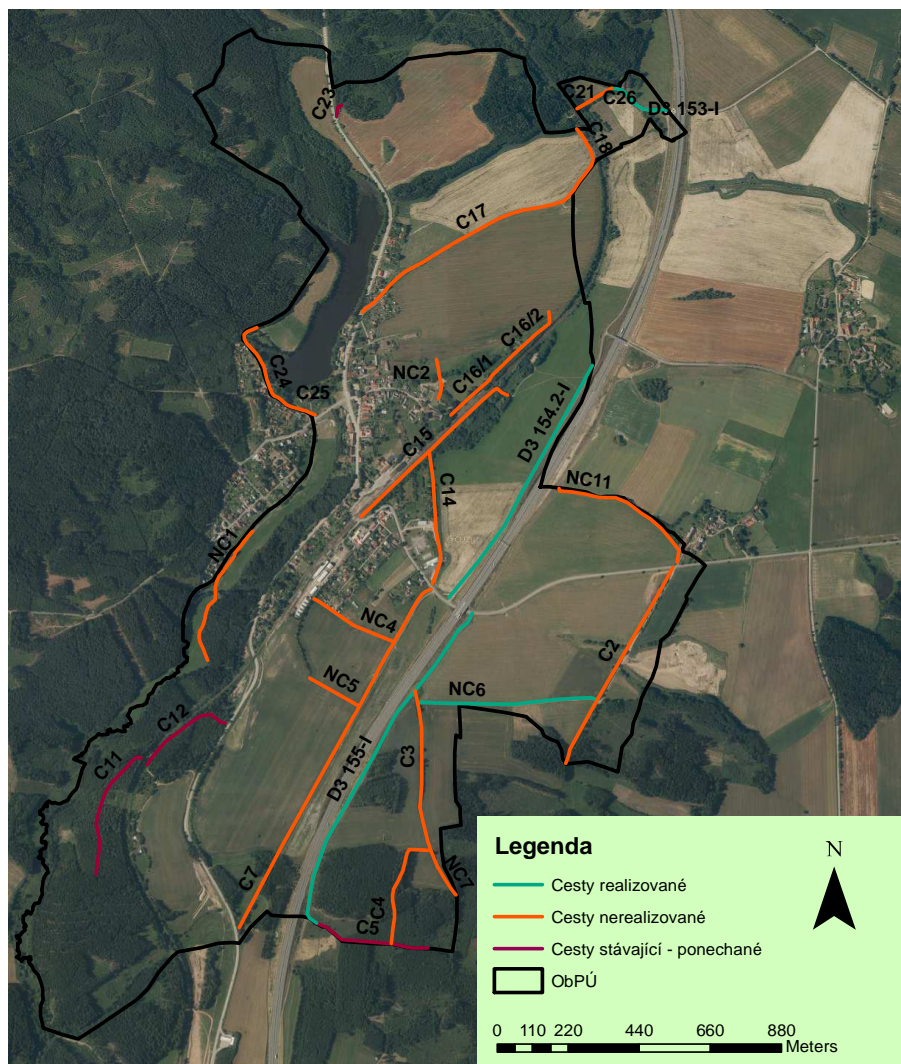 C23
C21
C26
D3 153-I
C18
C17
C16/2
C24
NC2
C16/1
C25
D3 154.2-I
C15
NC11
C14
NC1
NC4
C2
NC5
NC6
C12
C3
C11
D3 155-I
C7
NC7
C4
C5
Legenda
N
Cesty realizované
Cesty nerealizované
Cesty stávající - ponechané
ObPÚ
0 110 220 440 660 880
Meters